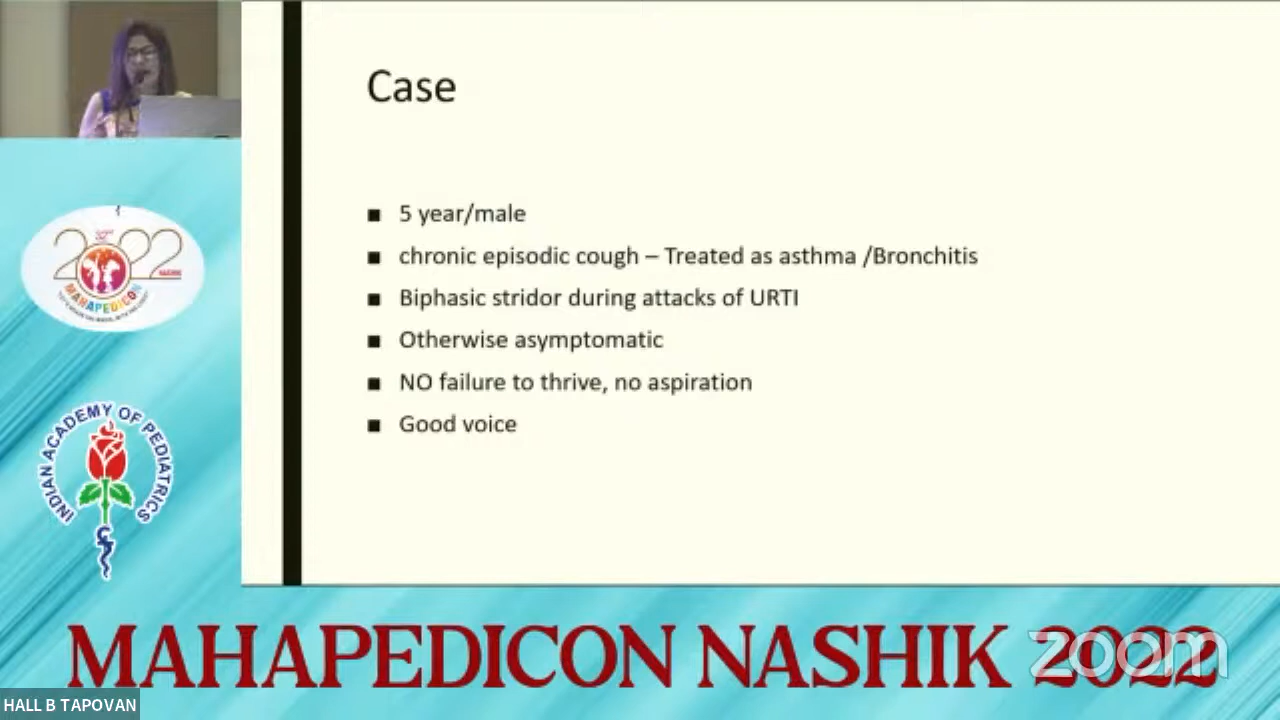 Case
5 year/male
chronic episodic cough – Treated as asthma /Bronchitis
Biphasic stridor during attacks of URTI
Otherwise asymptomatic
NO failure to thrive, no aspiration
Good voice
2022
MAHAPEDICON
INDIAN ACADEMY OF PEDIATRICS
MAHAPEDICON NASHIK 2022
zoom
HALL B TAPOVAN